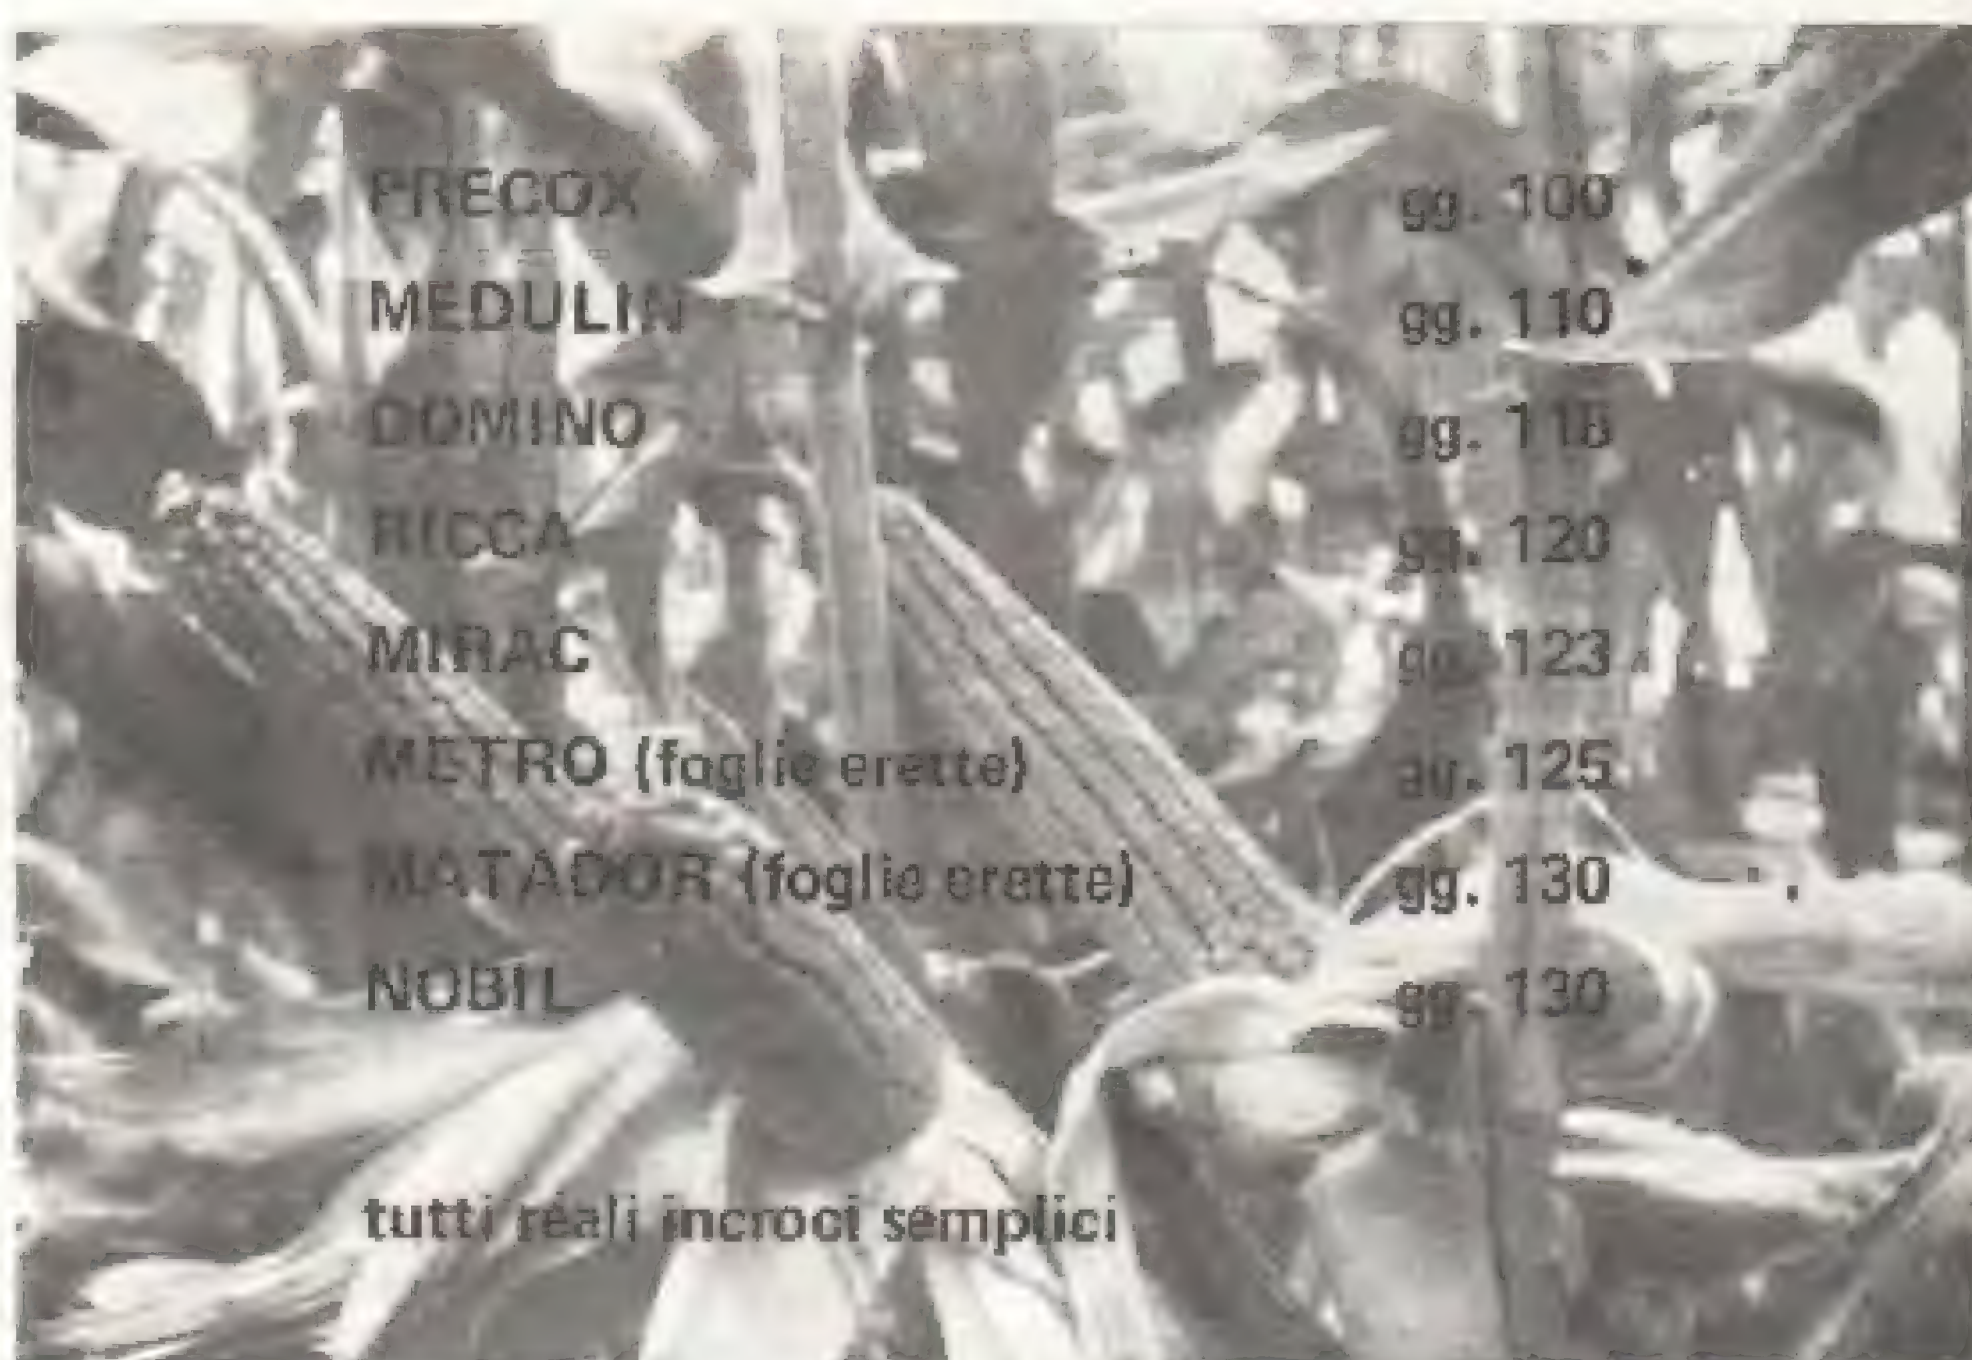 PRECOX gg. 100
MEDULIN gg. 110
DOMINO gg.
RICCA gg. 120
MIRAC gg. 123
METRO (foglie erette) gg. 125
MATADOR (foglie erette) gg. 130
NOBIL gg. 130
tutti reali incroci semplici